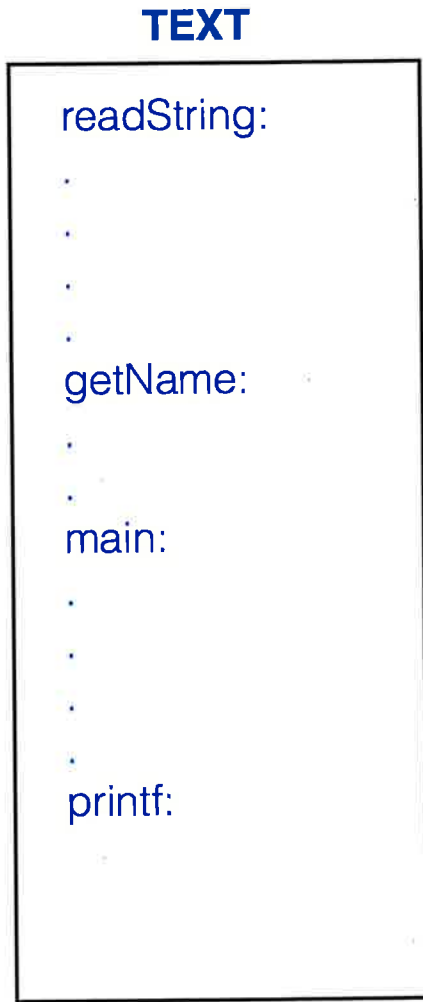 TEXT
readString:
.
.
.
.
getName:
.
.
main:
.
.
.
.
printf: